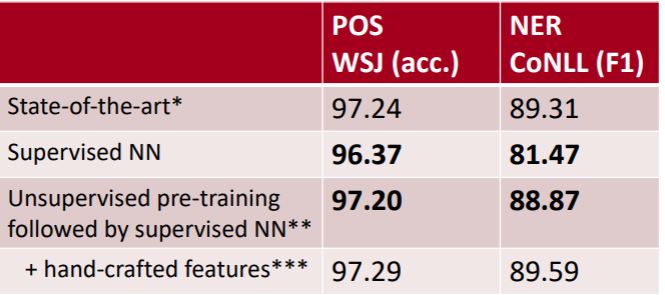 POS NER
WSJ (acc.) CoNLL (F1)
State-of-the-art* 97.24 89.31
Supervised NN 96.37 81.47
Unsupervised pre-training 97.20 88.87
followed by supervised NN**
+ hand-crafted features*** 97.29 89.59